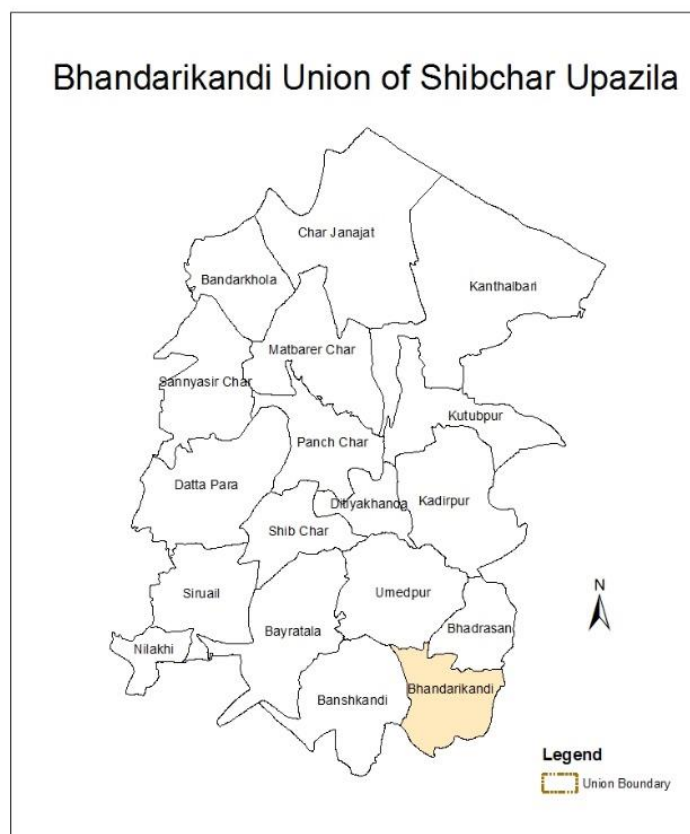 Bhandarikandi Union of Shibchar Upazila
Char Janajat
Bandarkhola
Kanthalbari
Matbarer Char
Sannyasir Char
Kutubpur
Panch Char
Datta Para
Ditiyakhanda
Kadirpur
Shib Char
Siruail
Umedpur
N
Bayratala
Bhadrasan
Nilakhi
Bhandarikandi
Banshkandi
Legend
Union Boundary